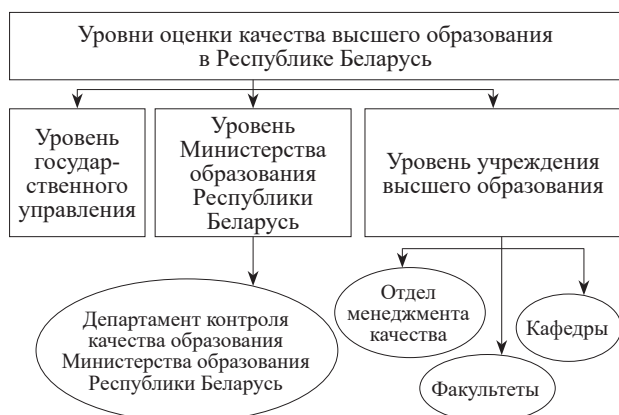 Уровни оценки качества высшего образования
в Республике Беларусь
Уровень
государ-
ственного
управления
Уровень
Министерства
образования
Республики
Беларусь
Уровень учреждения
высшего образования
Департамент контроля
качества образования
Министерства образования
Республики Беларусь
Отдел
менеджмента
качества
Факультеты
Кафедры